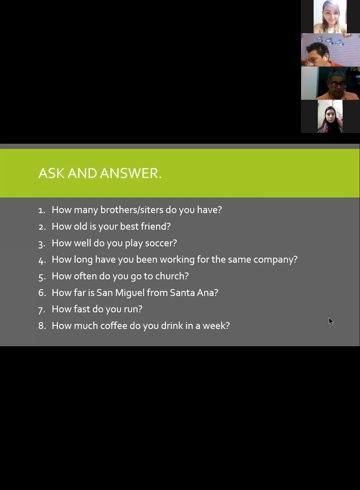 ASK AND ANSWER.
1. How many brothers/siters do you have?
2. How old is your best friend?
3. How well do you play soccer?
4. How long have you been working for the same company?
5. How often do you go to church?
6. How far is San Miguel from Santa Ana?
7. How fast do you run?
8. How much coffee do you drink in a week?